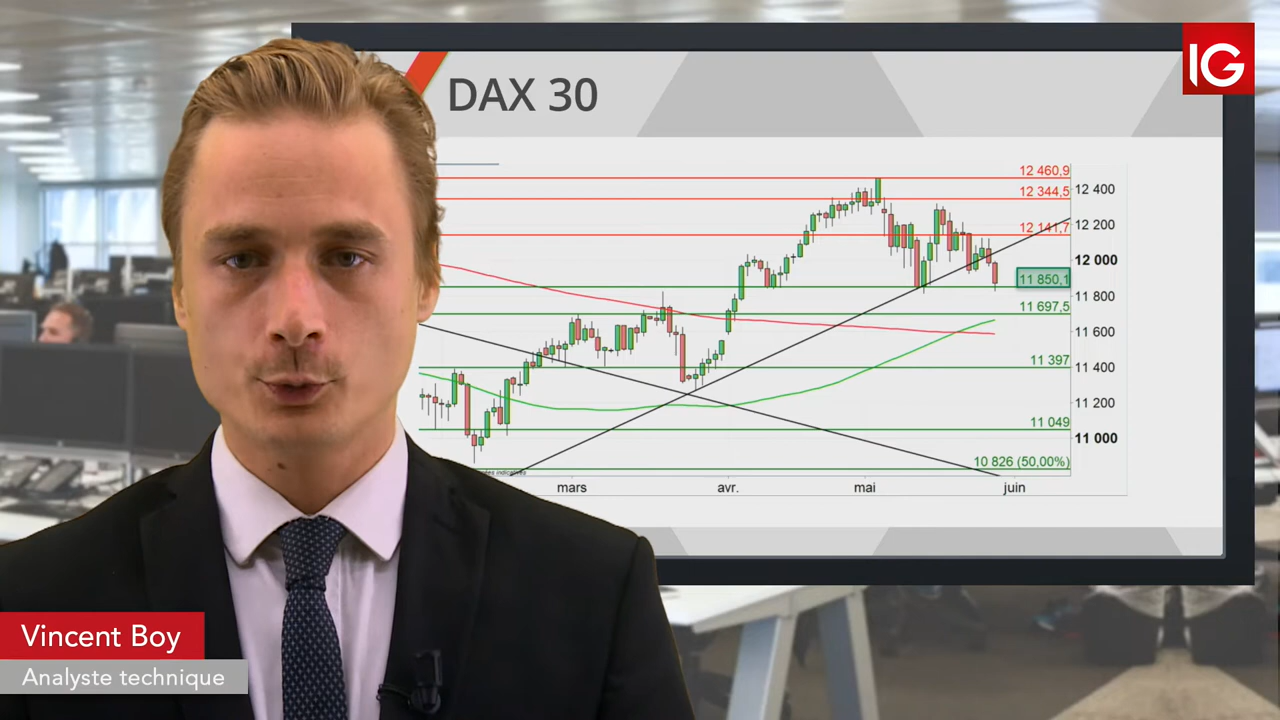 IG
DAX 30
12 460,9
12 344,5
12 141,7
11 850,1
11 697,5
11 397
11 049
10 826 (50,00%)
12 400
12 200
12 000
11 800
11 600
11 400
11 200
11 000
indicatives
mars
avr.
mai
juin
Vincent Boy
Analyste technique